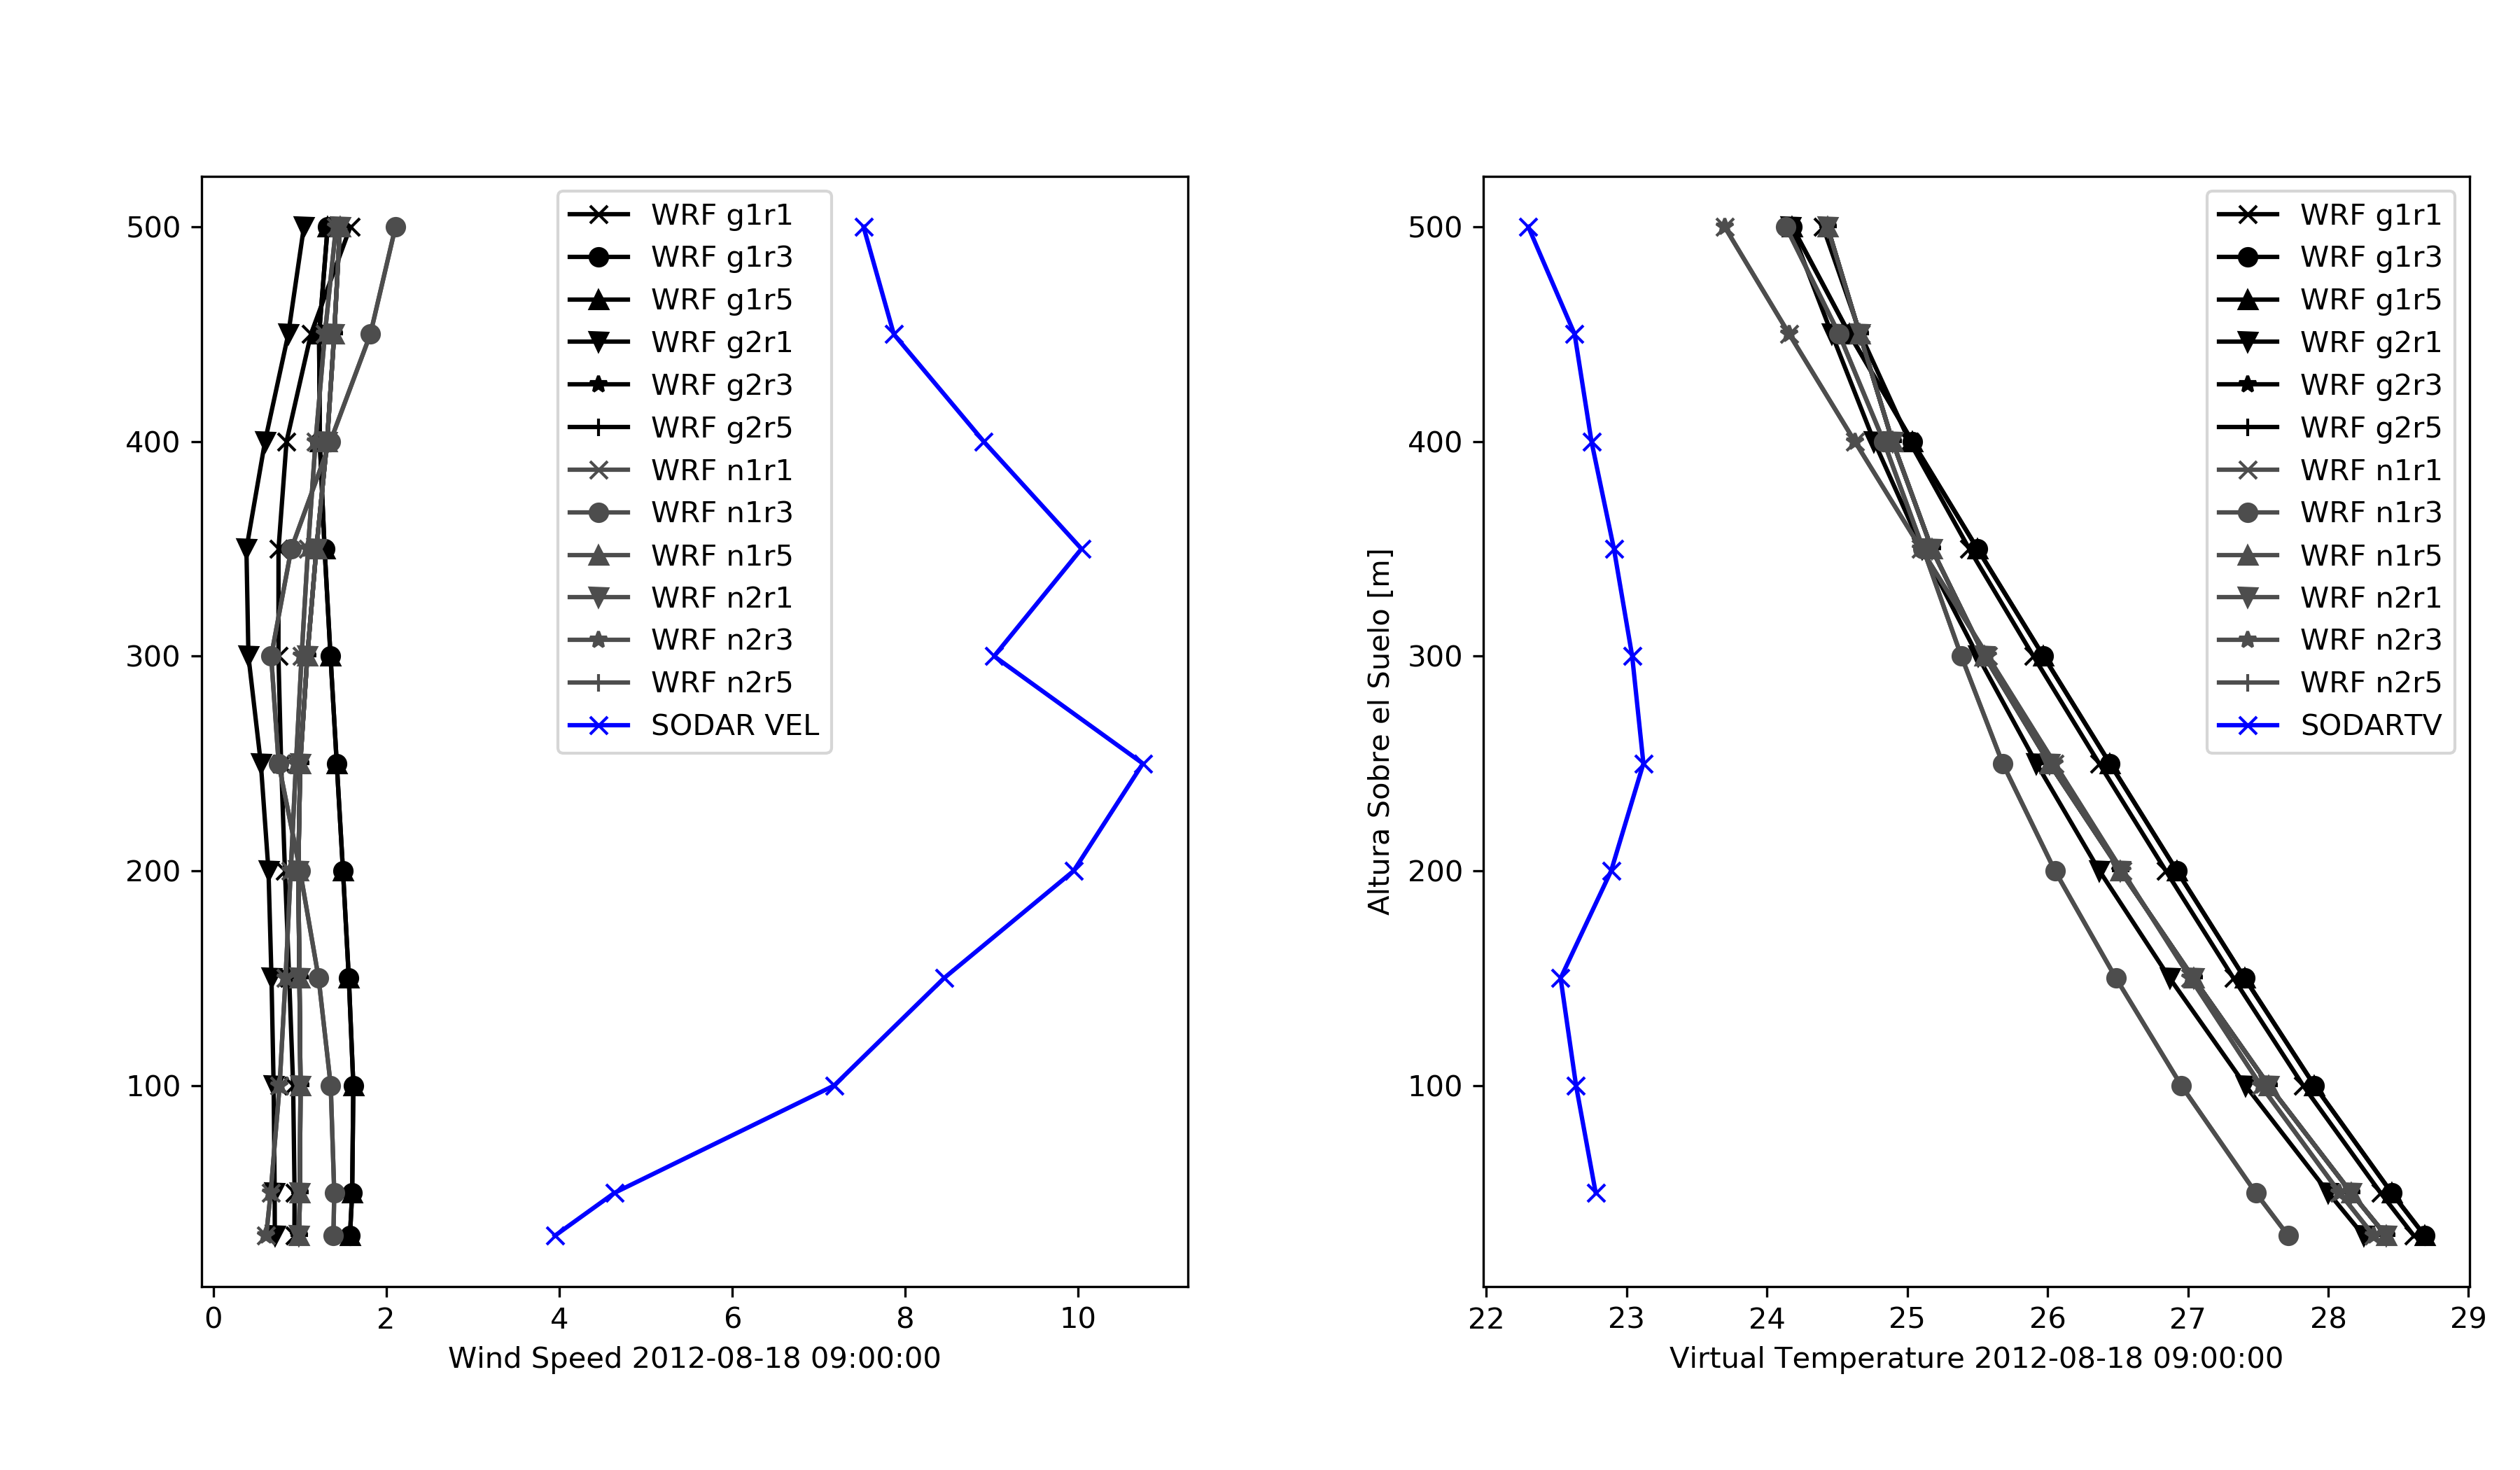 500
400
300
200
100
0 2 4 6 8 10
Wind Speed 2012-08-18 09:00:00
WRF g1r1
WRF g1r3
WRF g1r5
WRF g2r1
WRF g2r3
WRF g2r5
WRF n1r1
WRF n1r3
WRF n1r5
WRF n2r1
WRF n2r3
WRF n2r5
SODAR VEL
Altura Sobre el Suelo [m]
500
400
300
200
100
22 23 24 25 26 27 28 29
Virtual Temperature 2012-08-18 09:00:00
WRF g1r1
WRF g1r3
WRF g1r5
WRF g2r1
WRF g2r3
WRF g2r5
WRF n1r1
WRF n1r3
WRF n1r5
WRF n2r1
WRF n2r3
WRF n2r5
SODARTV